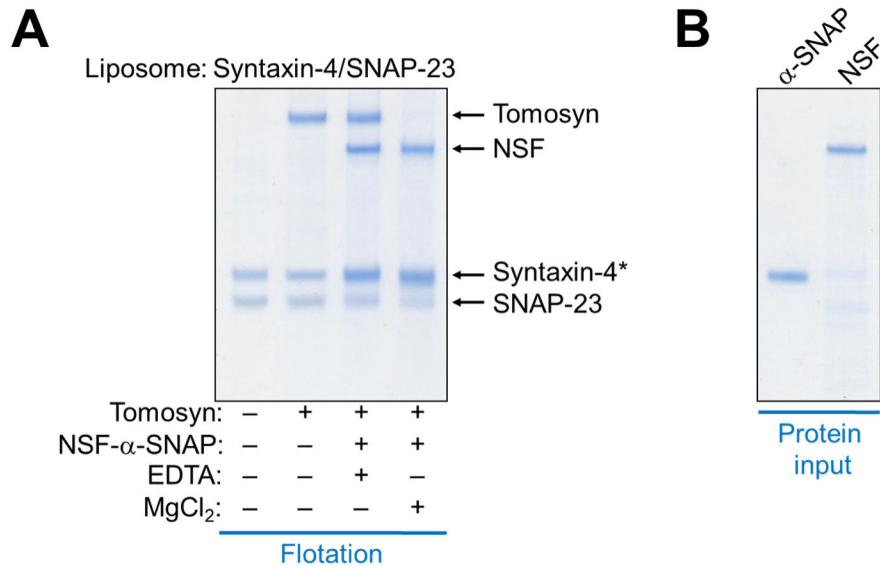 A
Liposome: Syntaxin-4/SNAP-23
Tomosyn
NSF
Syntaxin-4*
SNAP-23
Tomosyn: – + + +
NSF-α-SNAP: – – + +
EDTA: – – + –
MgCl₂: – – – +
Flotation
B
α-SNAP
NSF
Protein
input